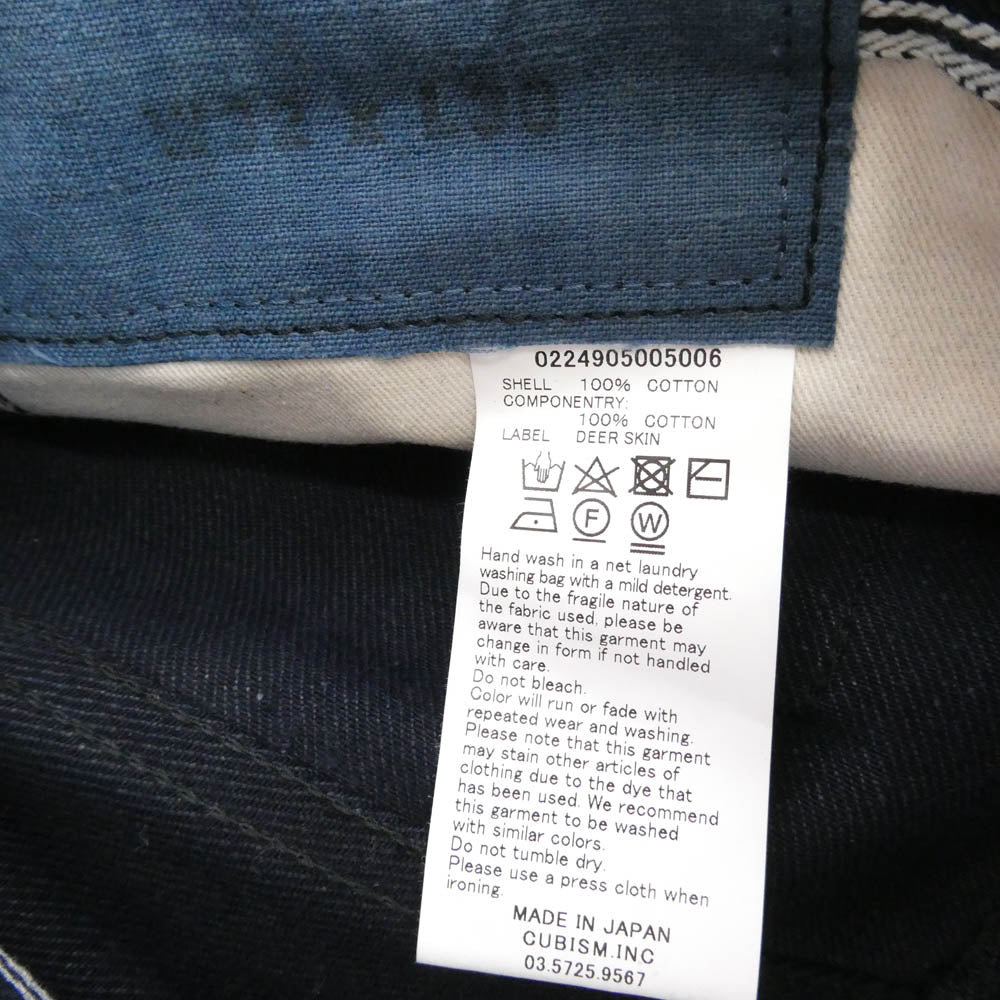 0224905005006
SHELL 100% COTTON
COMPONENTRY:
100% COTTON
LABEL DEER SKIN
F W
Hand wash in a net laundry
washing bag with a mild detergent.
Due to the fragile nature of
the fabric used, please be
aware that this garment may
change in form if not handled
with care.
Do not bleach.
Color will run or fade with
repeated wear and washing.
Please note that this garment
may stain other articles of
clothing due to the dye that
has been used. We recommend
this garment to be washed
with similar colors.
Do not tumble dry.
Please use a press cloth when
ironing.
MADE IN JAPAN
CUBISM.INC
03.5725.9567